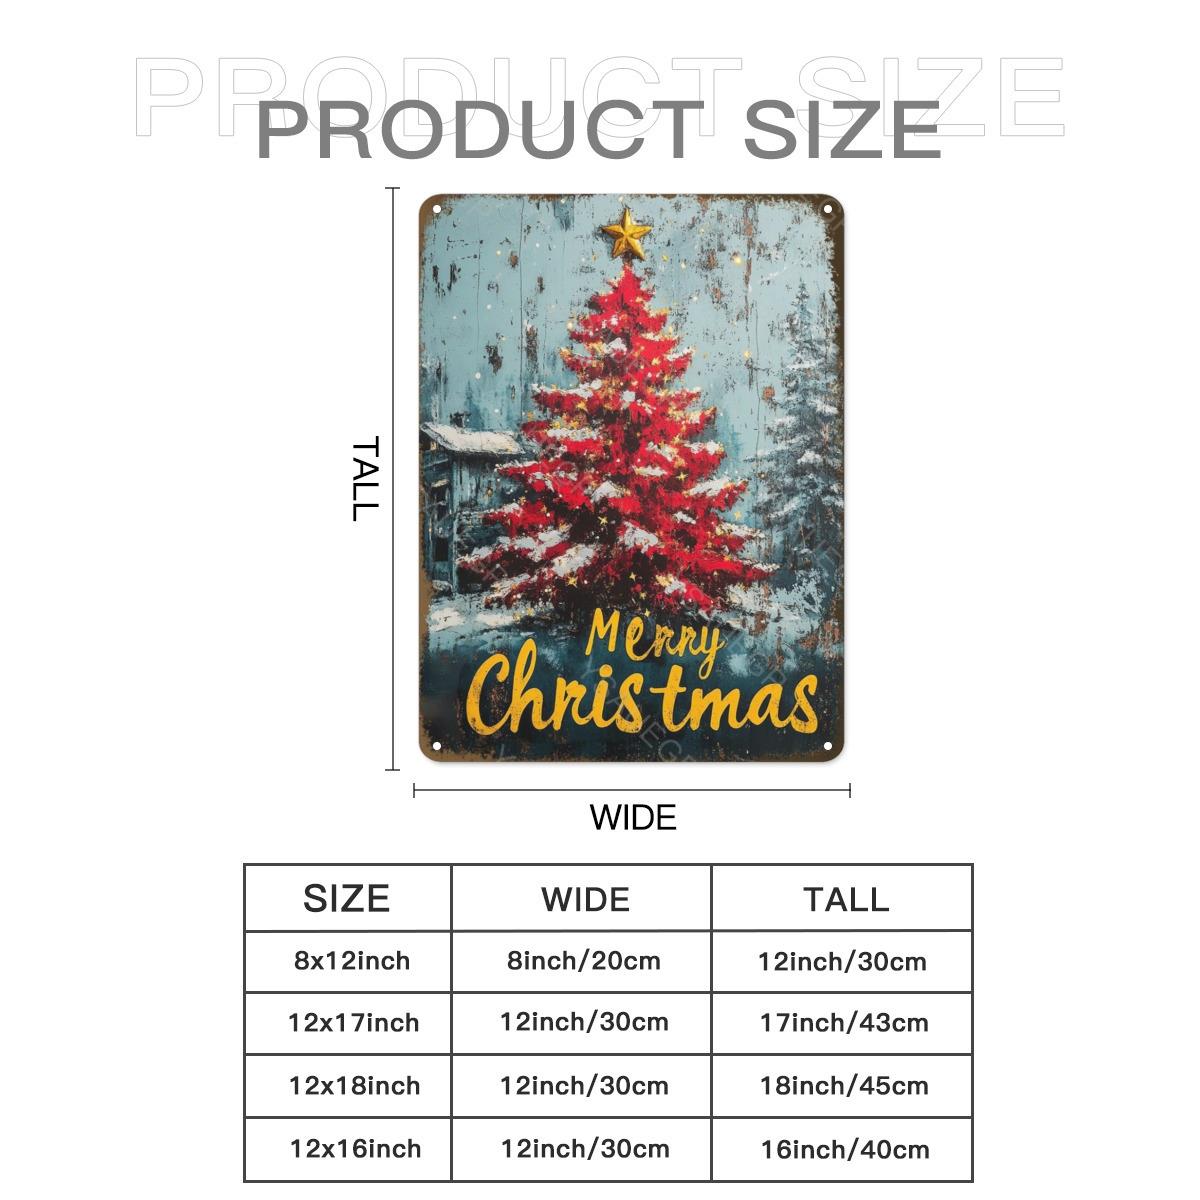 PRODUCT SIZE
PRODUCT SIZE
TALL
Merry
Christmas
WIDE
SIZE WIDE TALL
8x12inch 8inch/20cm 12inch/30cm
12x17inch 12inch/30cm 17inch/43cm
12x18inch 12inch/30cm 18inch/45cm
12x16inch 12inch/30cm 16inch/40cm